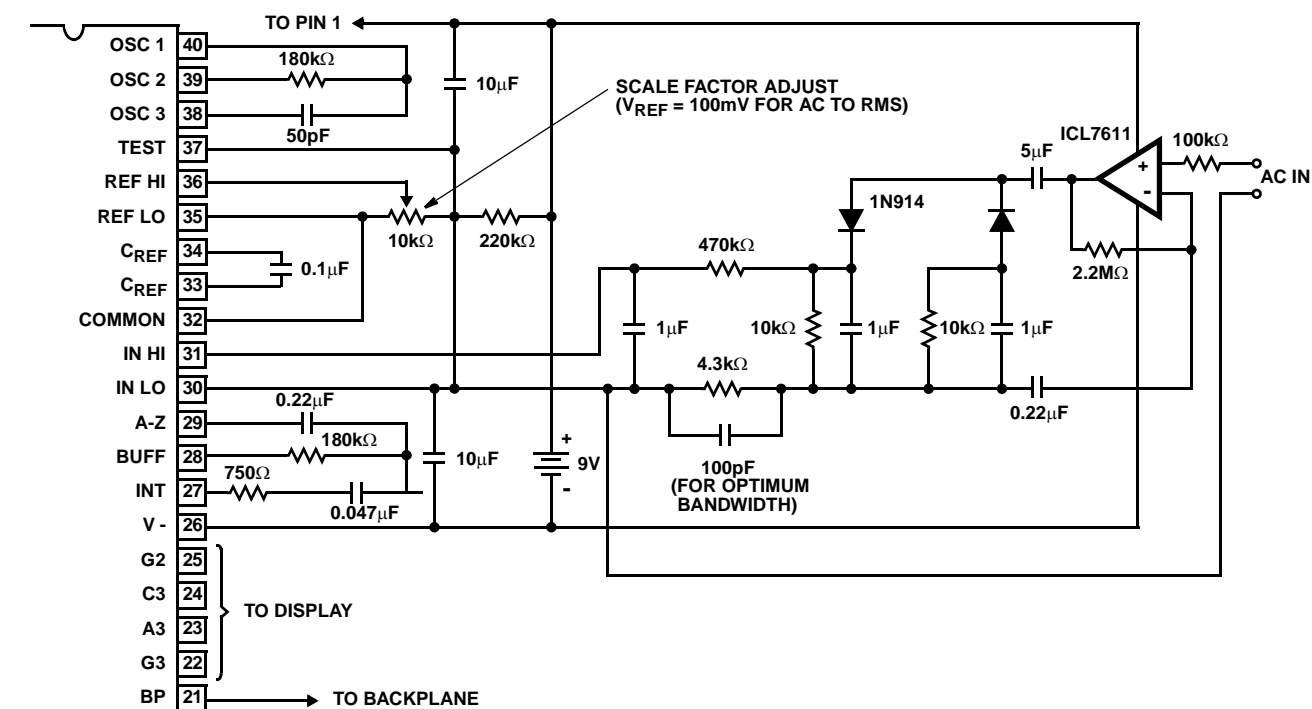 TO PIN 1
OSC 1 40
180kΩ
OSC 2 39
10μF
SCALE FACTOR ADJUST
(VREF = 100mV FOR AC TO RMS)
OSC 3 38
50pF
TEST 37
ICL7611
100kΩ
5μF
+
-
AC IN
REF HI 36
1N914
REF LO 35
10kΩ
220kΩ
CREF 34
0.1μF
470kΩ
2.2MΩ
CREF 33
COMMON 32
1μF
10kΩ
1μF
10kΩ
1μF
IN HI 31
4.3kΩ
IN LO 30
0.22μF
0.22μF
A-Z 29
180kΩ
BUFF 28
10μF
+
9V
-
100pF
(FOR OPTIMUM
BANDWIDTH)
750Ω
INT 27
0.047μF
V - 26
G2 25
C3 24
TO DISPLAY
A3 23
G3 22
BP 21
TO BACKPLANE